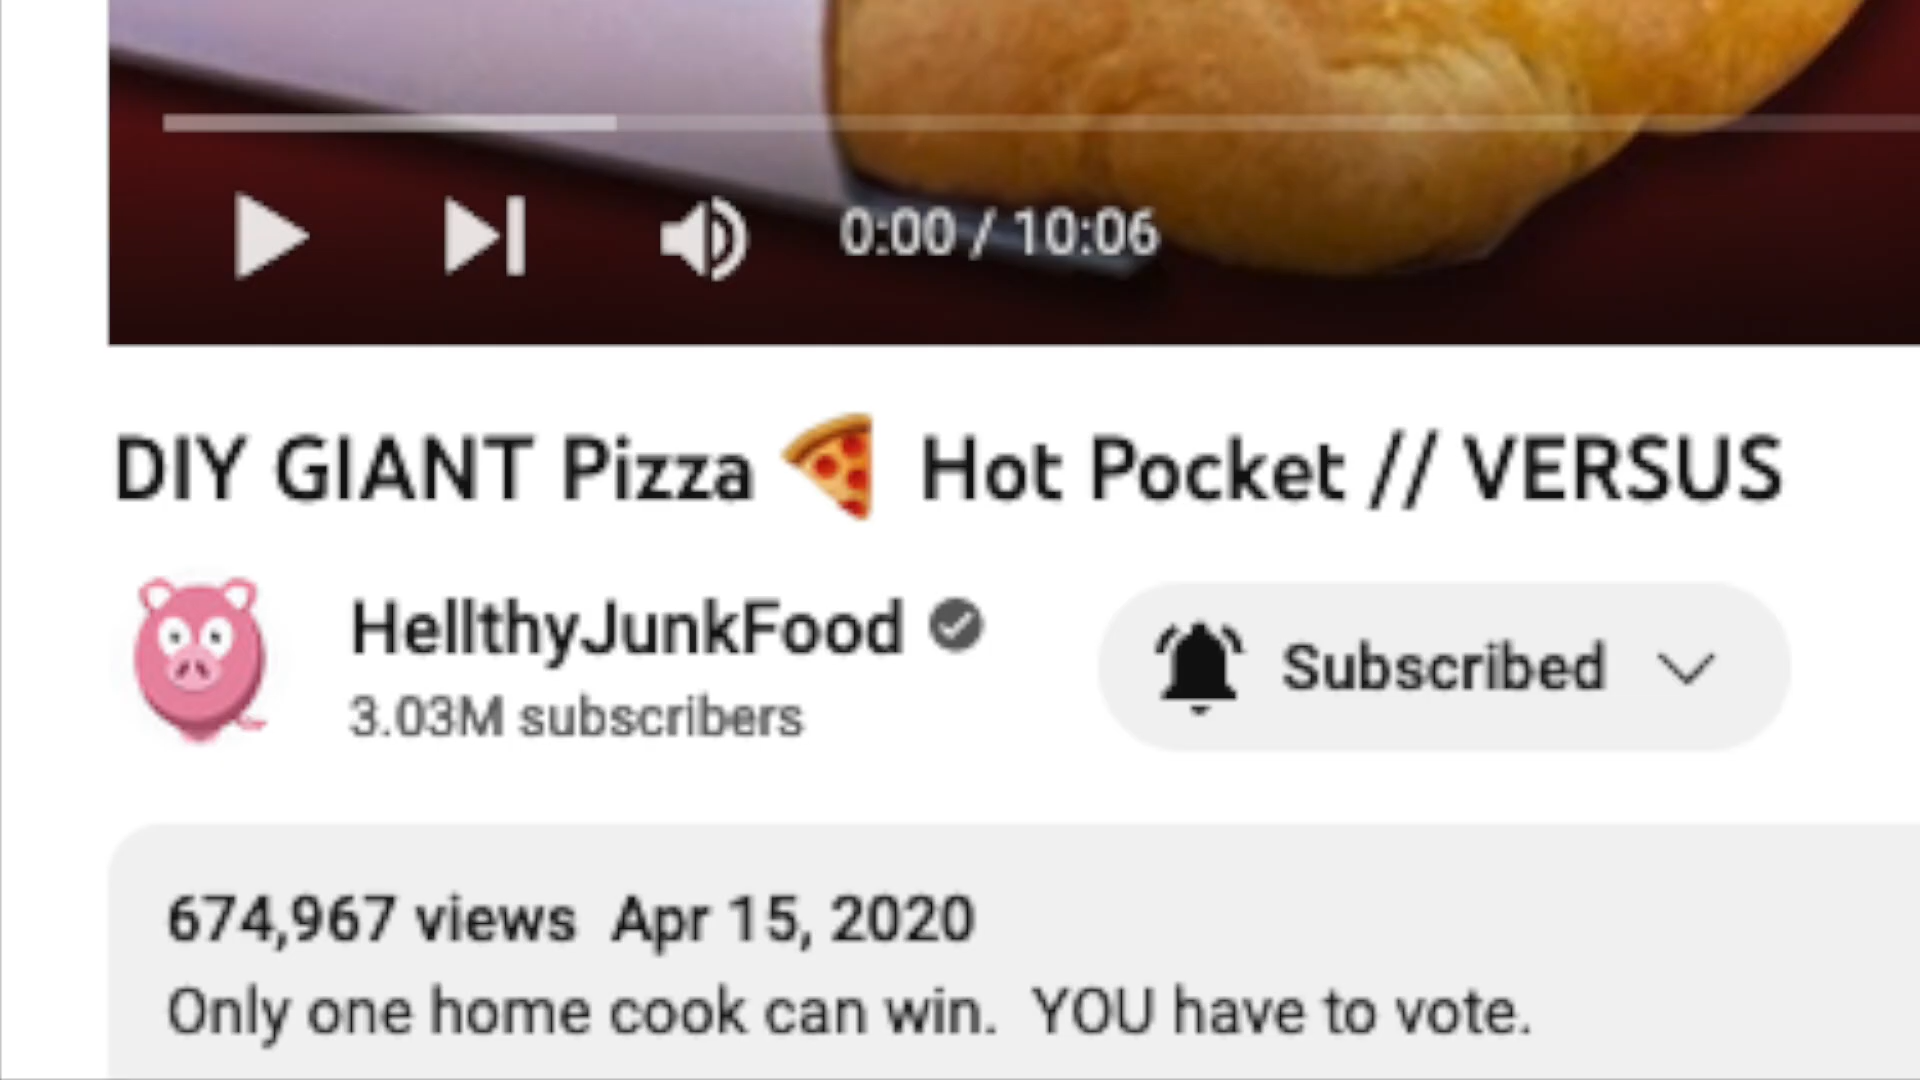 0:00 / 10:06
DIY GIANT Pizza 🍕 Hot Pocket // VERSUS
HellthyJunkFood
3.03M subscribers
Subscribed
674,967 views Apr 15, 2020
Only one home cook can win. YOU have to vote.